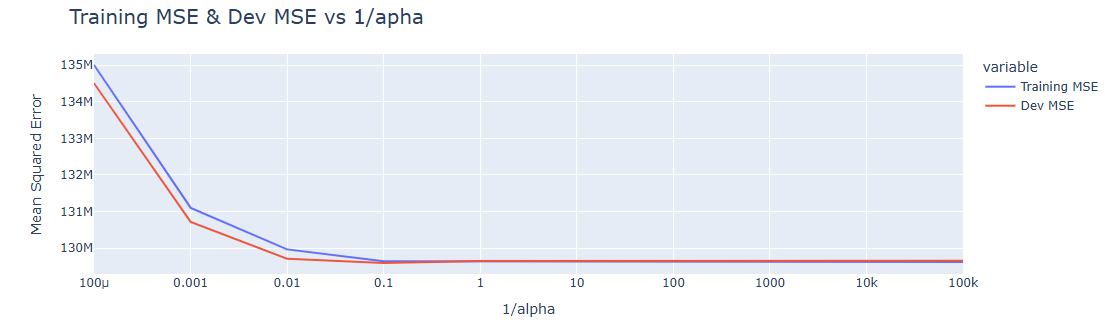 Training MSE & Dev MSE vs 1/apha
135M
134M
133M
132M
131M
130M
Mean Squared Error
100μ 0.001 0.01 0.1 1 10 100 1000 10k 100k
1/alpha
variable
Training MSE
Dev MSE